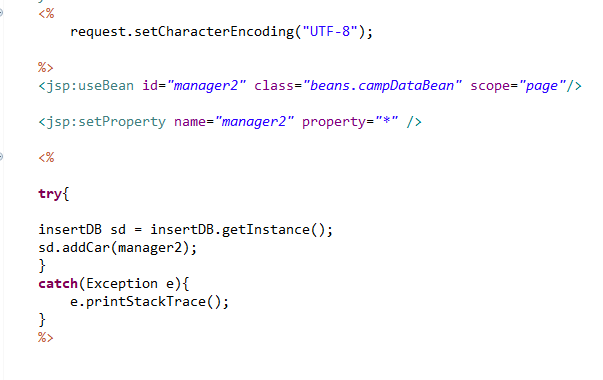 <%
request.setCharacterEncoding("UTF-8");
%>
<jsp:useBean id="manager2" class="beans.campDataBean" scope="page"/>
<jsp:setProperty name="manager2" property="*" />
<%
try{
insertDB sd = insertDB.getInstance();
sd.addCar(manager2);
}
catch(Exception e){
e.printStackTrace();
}
%>